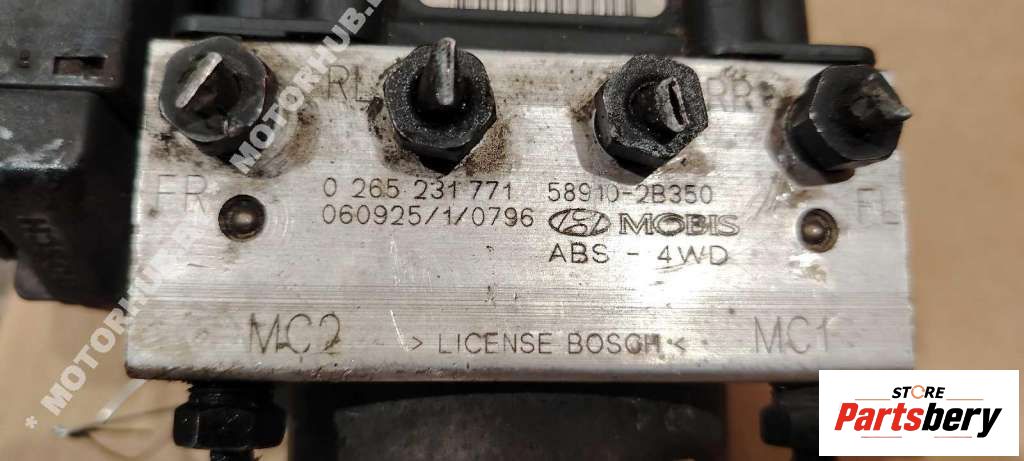 RL RR
FR FL
0 265 231 771 58910-2B350
060925/1/0796 MOBIS
ABS - 4WD
MC2 > LICENSE BOSCH < MC1
* MOTORHUB
MOTORHUB.
STORE
Partsbery